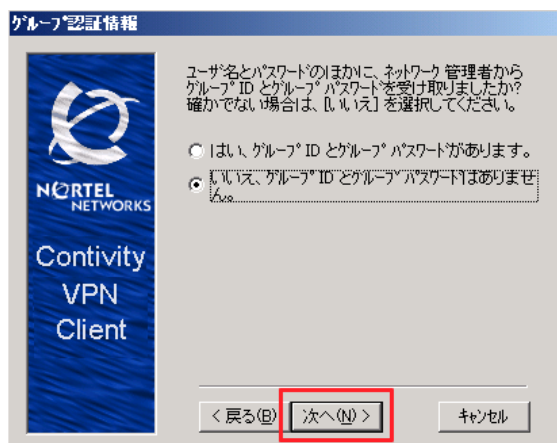 グループ認証情報
ユーザ名とパスワードのほかに、ネットワーク管理者から
グループ ID とグループ パスワードを受け取りましたか?
確かでない場合は、[いいえ] を選択してください。
はい、グループ ID とグループ パスワードがあります。
いいえ、グループ ID とグループ パスワードはありませ
ん。
NORTEL
NETWORKS
Contivity
VPN
Client
< 戻る(B)
次へ(N) >
キャンセル